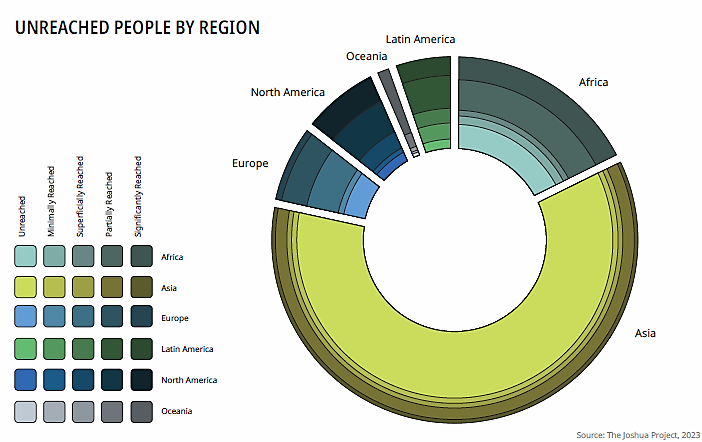 UNREACHED PEOPLE BY REGION
Latin America
Oceania
Africa
North America
Europe
Unreached
Minimally Reached
Superficially Reached
Partially Reached
Significantly Reached
Africa
Asia
Europe
Latin America
North America
Oceania
Asia
Source: The Joshua Project, 2023